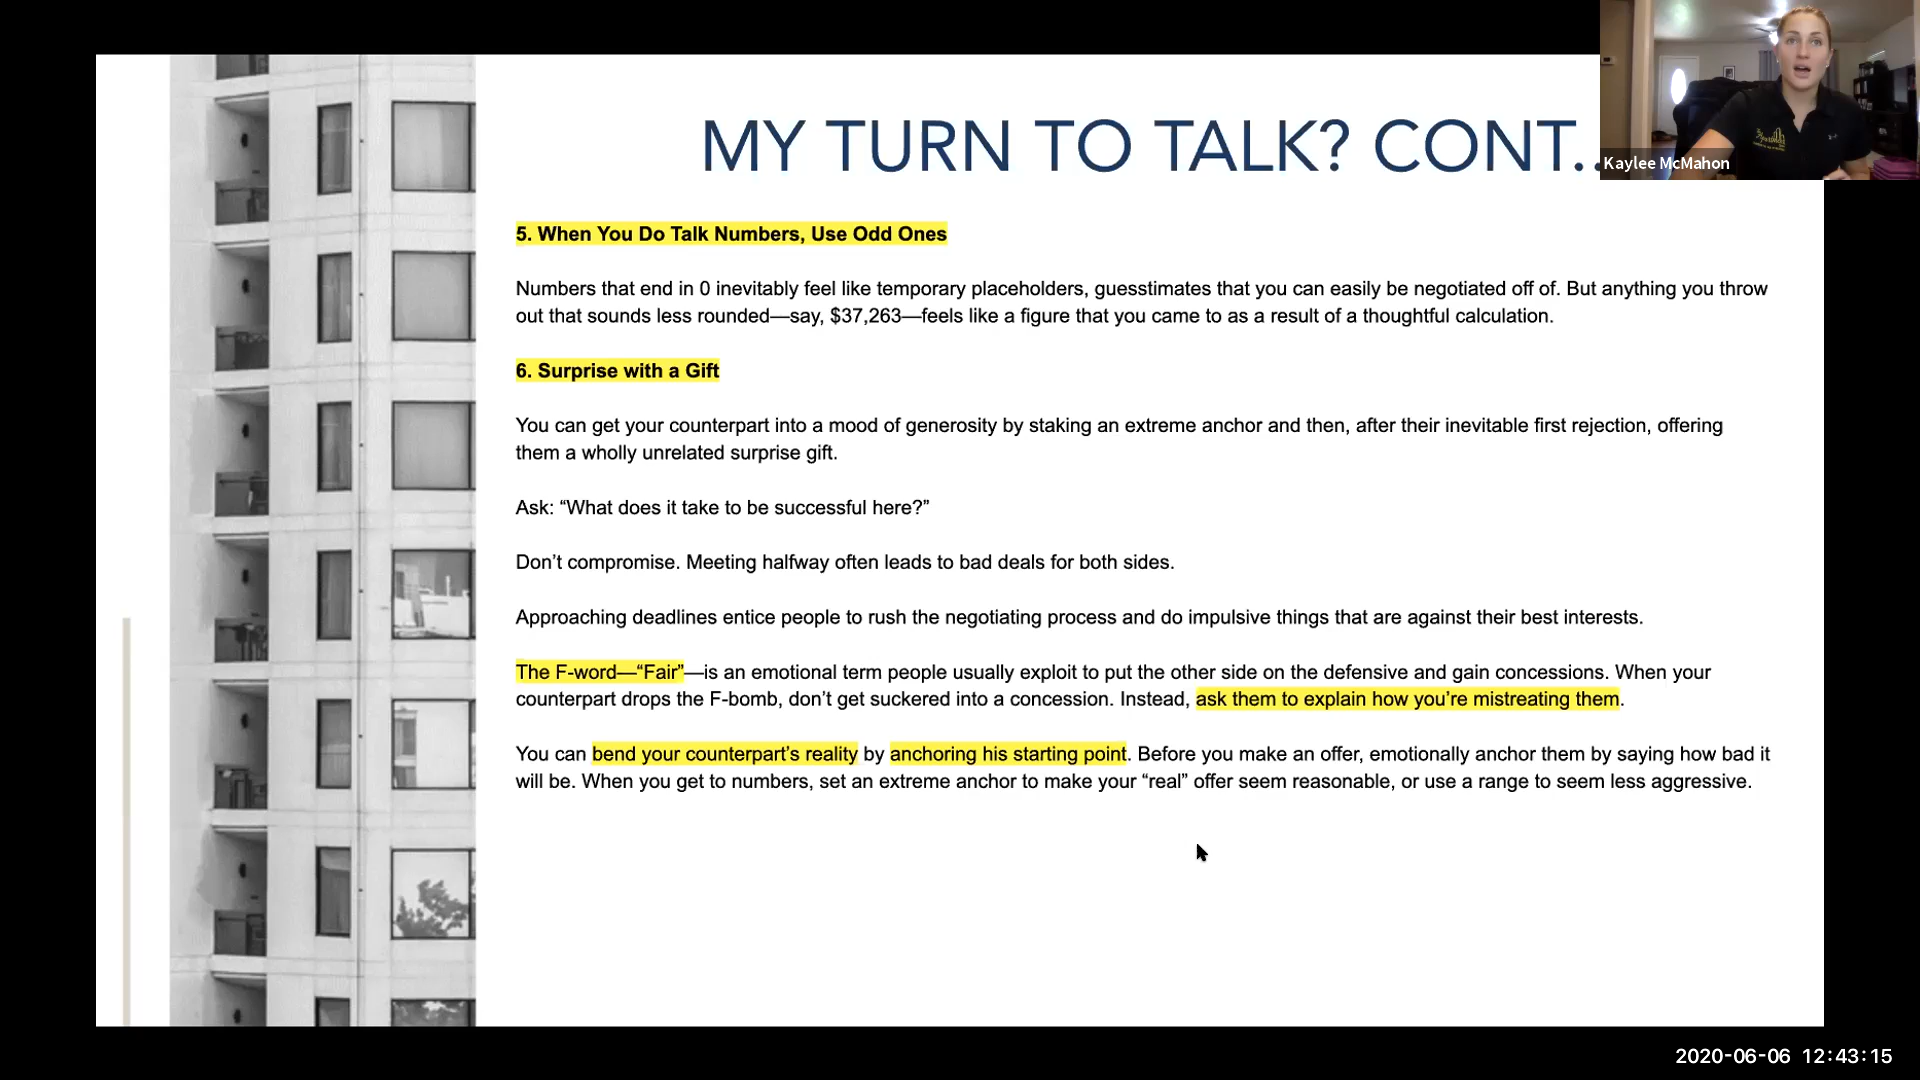 MY TURN TO TALK? CONT..
Kaylee McMahon
5. When You Do Talk Numbers, Use Odd Ones
Numbers that end in 0 inevitably feel like temporary placeholders, guesstimates that you can easily be negotiated off of. But anything you throw
out that sounds less rounded—say, $37,263—feels like a figure that you came to as a result of a thoughtful calculation.
6. Surprise with a Gift
You can get your counterpart into a mood of generosity by staking an extreme anchor and then, after their inevitable first rejection, offering
them a wholly unrelated surprise gift.
Ask: “What does it take to be successful here?”
Don’t compromise. Meeting halfway often leads to bad deals for both sides.
Approaching deadlines entice people to rush the negotiating process and do impulsive things that are against their best interests.
The F-word—“Fair”—is an emotional term people usually exploit to put the other side on the defensive and gain concessions. When your
counterpart drops the F-bomb, don’t get suckered into a concession. Instead, ask them to explain how you’re mistreating them.
You can bend your counterpart’s reality by anchoring his starting point. Before you make an offer, emotionally anchor them by saying how bad it
will be. When you get to numbers, set an extreme anchor to make your “real” offer seem reasonable, or use a range to seem less aggressive.
2020-06-06 12:43:15